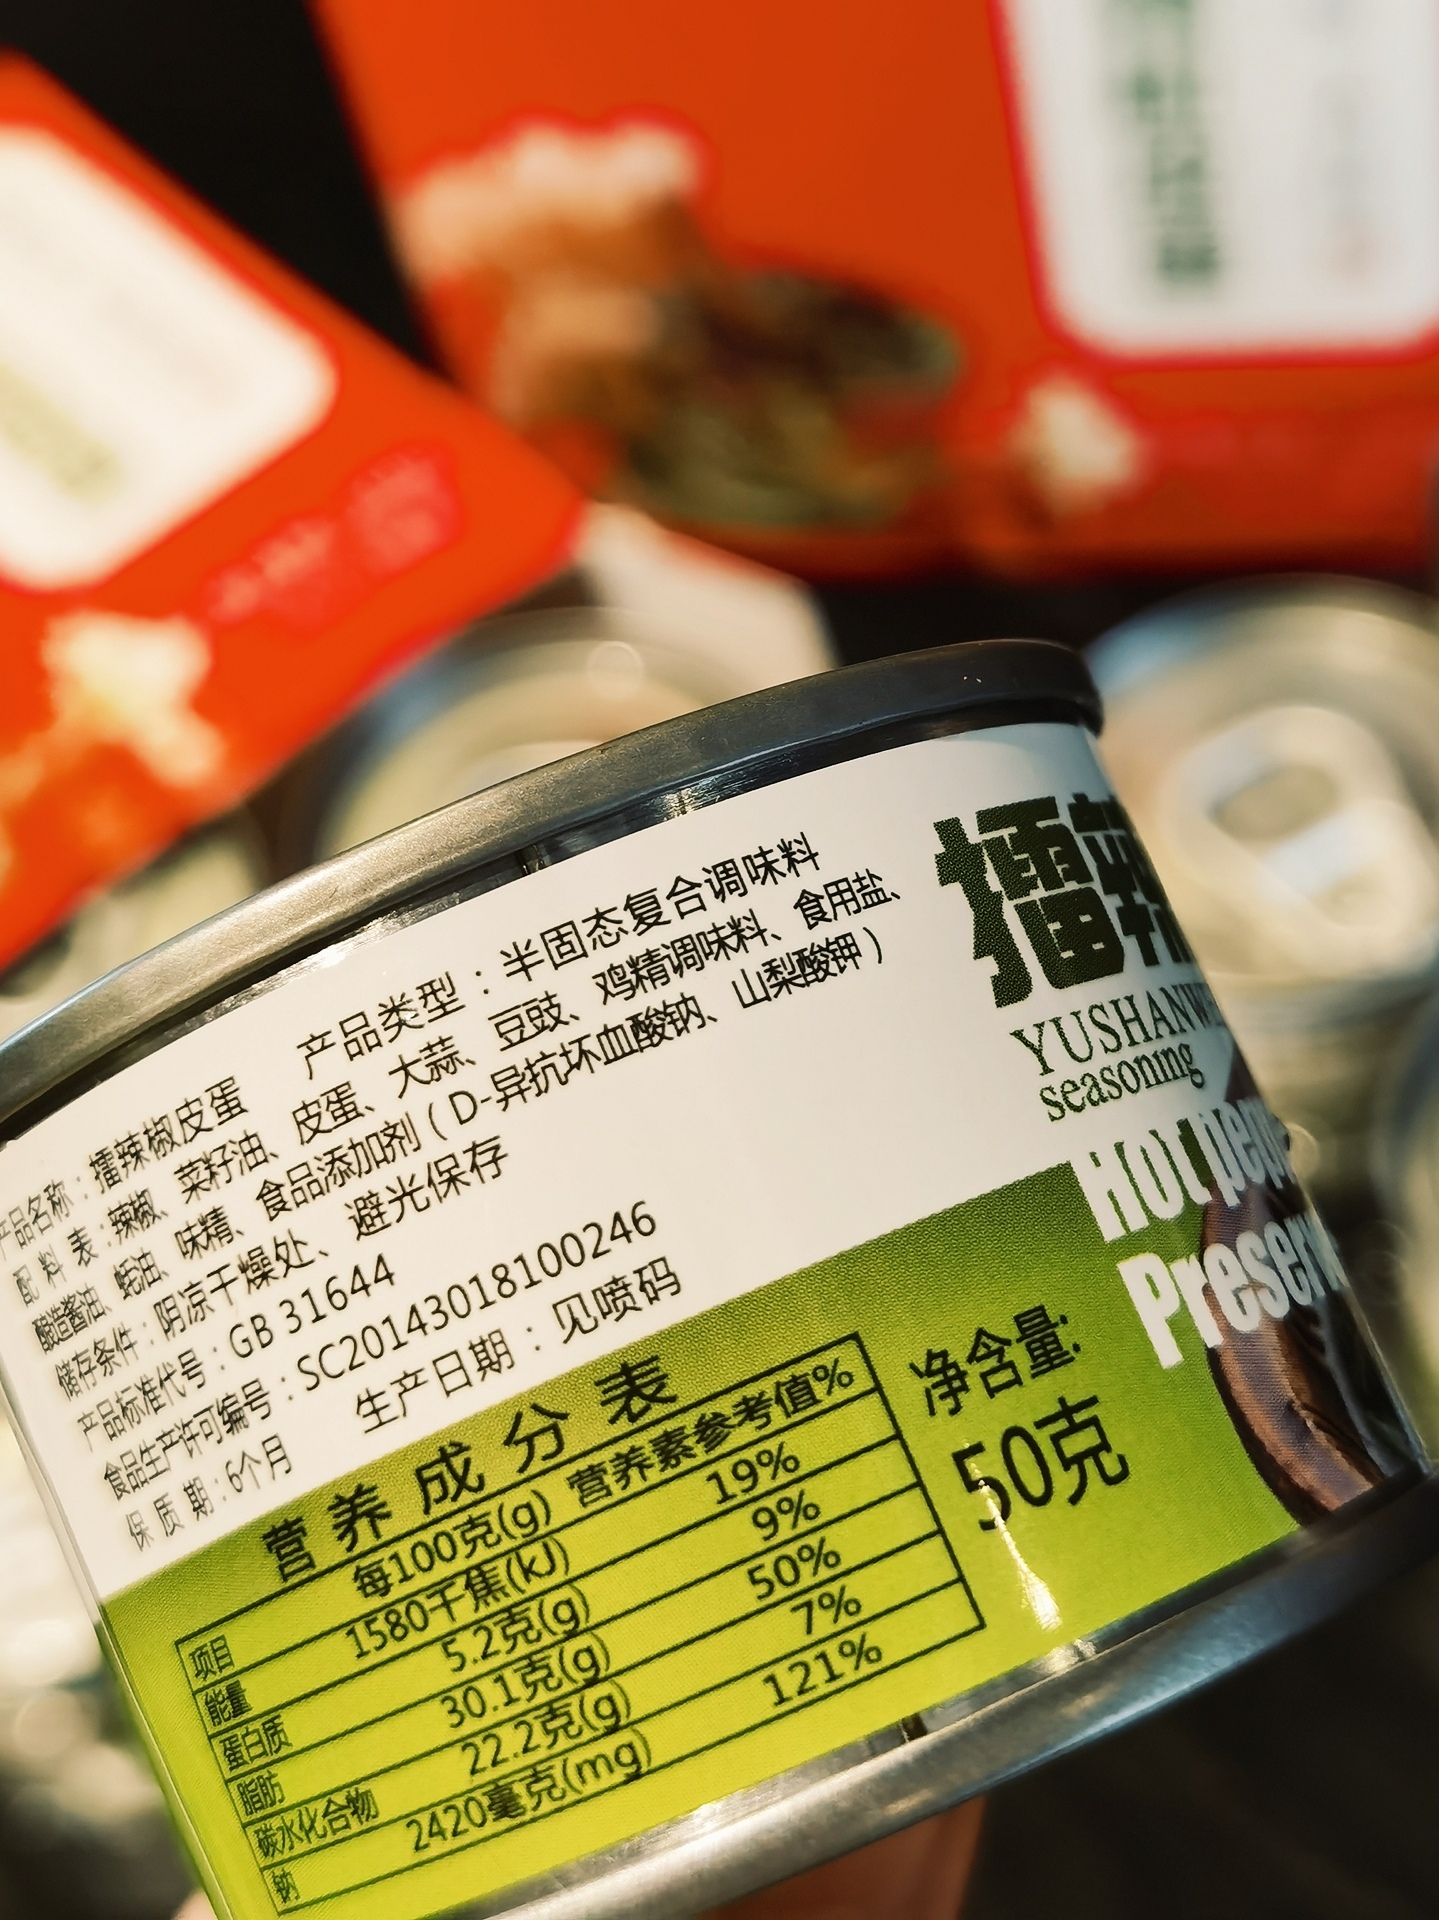 产品名称：擂辣椒皮蛋 产品类型：半固态复合调味料
配料表：辣椒、菜籽油、皮蛋、大蒜、豆豉、鸡精调味料、食用盐、
酿造酱油、蚝油、味精、食品添加剂（D-异抗坏血酸钠、山梨酸钾）
储存条件：阴凉干燥处、避光保存
产品标准代号：GB 31644
食品生产许可编号：SC20143018100246
保质期：6个月 生产日期：见喷码
营养成分表
项目 每100克(g) 营养素参考值%
能量 1580千焦(kJ) 19%
蛋白质 5.2克(g) 9%
脂肪 30.1克(g) 50%
碳水化合物 22.2克(g) 7%
钠 2420毫克(mg) 121%
净含量:
50克
擂辣
YUSHANW
seasoning
Hot pepp
Preserv